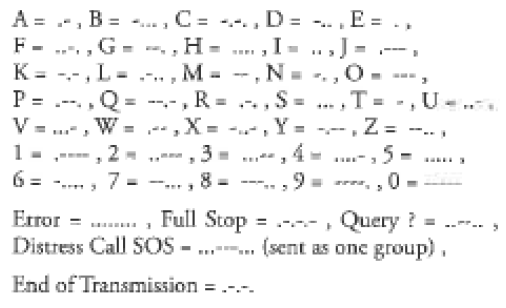 A = .- , B = -... , C = -.-. , D = -.. , E = . ,
F = ..-. , G = --. , H = .... , I = .. , J = .--- ,
K = -.- , L = .-.. , M = -- , N = -. , O = --- ,
P = .--. , Q = --.- , R = .-. , S = ... , T = - , U = ..- ,
V = ...- , W = .-- , X = -..- , Y = -.-- , Z = --.. ,
1 = .---- , 2 = ..--- , 3 = ...-- , 4 = ....- , 5 = ..... ,
6 = -.... , 7 = --... , 8 = ---.. , 9 = ----. , 0 = -----
Error = ........ , Full Stop = .-.-.- , Query ? = ..--.. ,
Distress Call SOS = ...---... (sent as one group) ,
End of Transmission = .-.-.